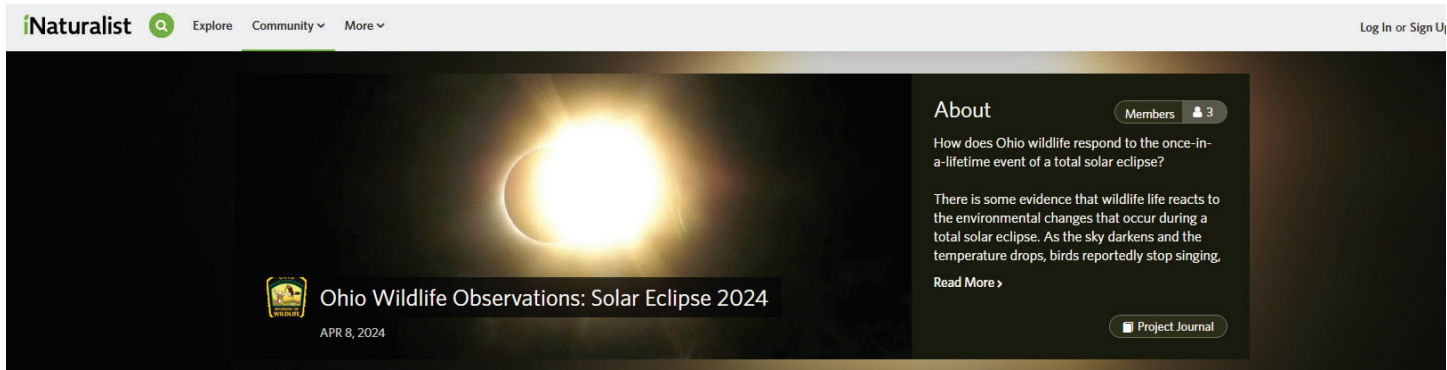 iNaturalist Explore Community More Log In or Sign Up
About
Members 3
How does Ohio wildlife respond to the once-in-
a-lifetime event of a total solar eclipse?
There is some evidence that wildlife life reacts to
the environmental changes that occur during a
total solar eclipse. As the sky darkens and the
temperature drops, birds reportedly stop singing,
Read More >
Ohio Wildlife Observations: Solar Eclipse 2024
APR 8, 2024
Project Journal
WILDLIFE